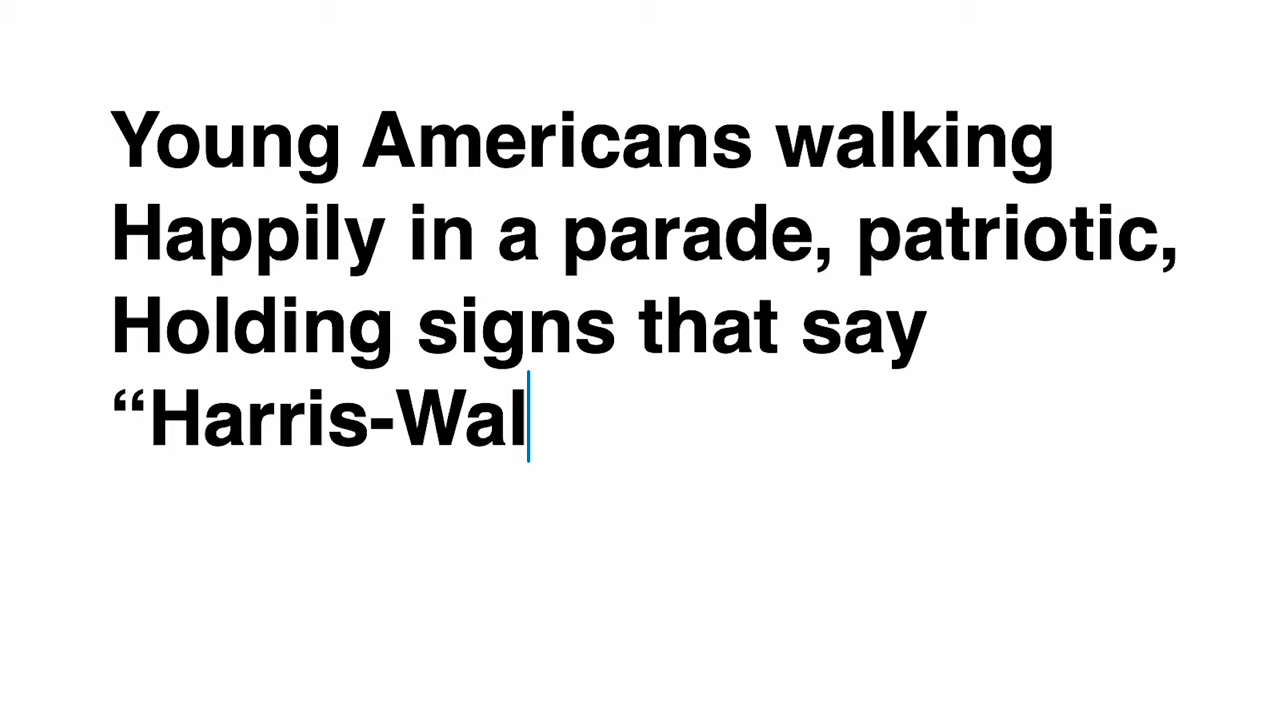 Young Americans walking
Happily in a parade, patriotic,
Holding signs that say
“Harris-Wal